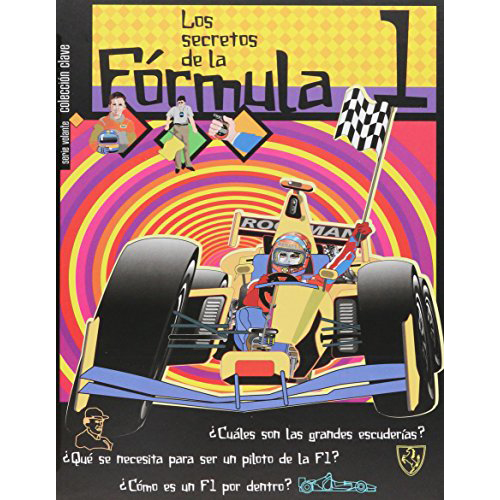 Los
secretos
de la
Fórmula 1
serie volante colección clave
ROOTMAN
¿Cuáles son las grandes escuderías?
¿Qué se necesita para ser un piloto de la F1?
¿Cómo es un F1 por dentro?